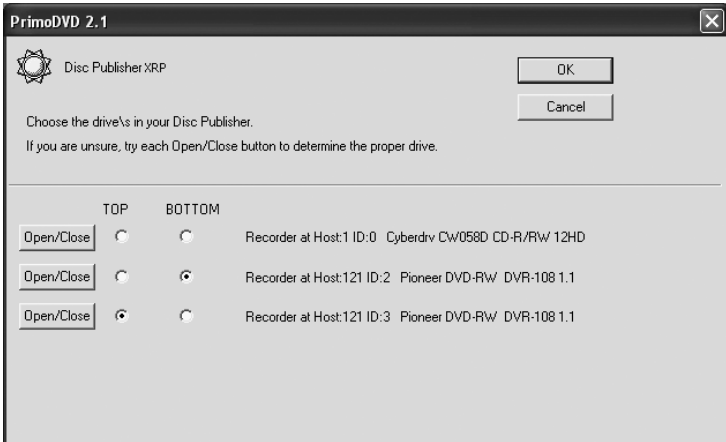 PrimoDVD 2.1
Disc Publisher XRP
OK
Cancel
Choose the drive\s in your Disc Publisher.
If you are unsure, try each Open/Close button to determine the proper drive.
TOP BOTTOM
Open/Close Recorder at Host:1 ID:0 Cyberdrv CW058D CD-R/RW 12HD
Open/Close Recorder at Host:121 ID:2 Pioneer DVD-RW DVR-108 1.1
Open/Close Recorder at Host:121 ID:3 Pioneer DVD-RW DVR-108 1.1